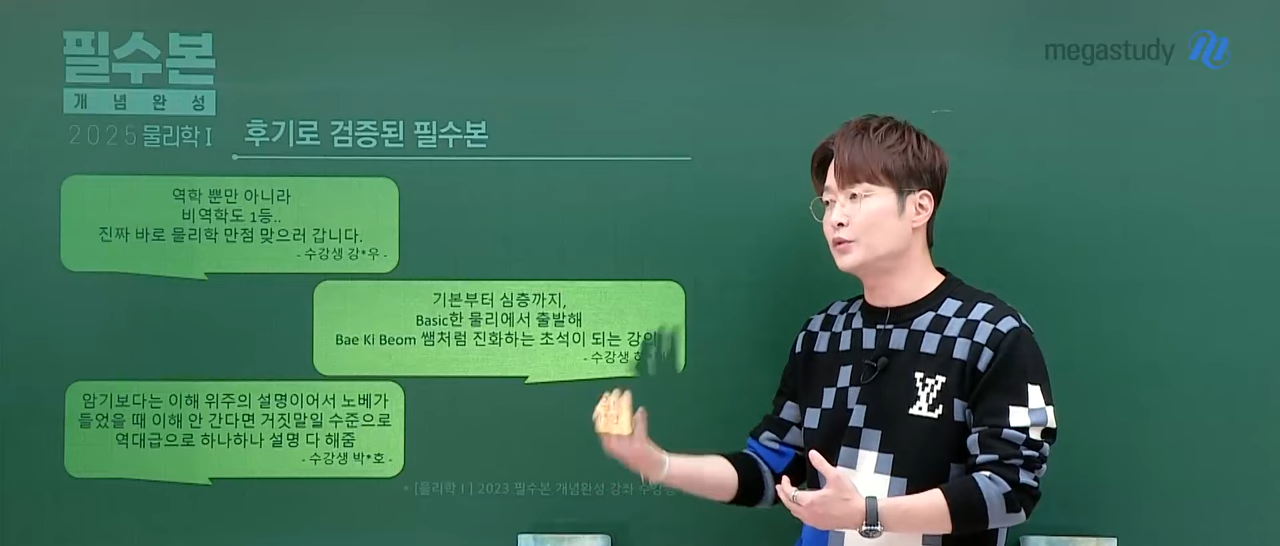 필수본
megastudy
개념완성
2025 물리학 I
후기로 검증된 필수본
역학 뿐만 아니라
비역학도 1등..
진짜 바로 물리학 만점 맞으러 갑니다.
- 수강생 강*우 -
기본부터 심층까지,
Basic한 물리에서 출발해
Bae Ki Beom 쌤처럼 진화하는 초석이 되는 강의
- 수강생
암기보다는 이해 위주의 설명이어서 노베가
들었을 때 이해 안 간다면 거짓말일 수준으로
역대급으로 하나하나 설명 다 해줌
- 수강생 박*호 -
* [물리학 I] 2023 필수본 개념완성 강좌 수강생
LV